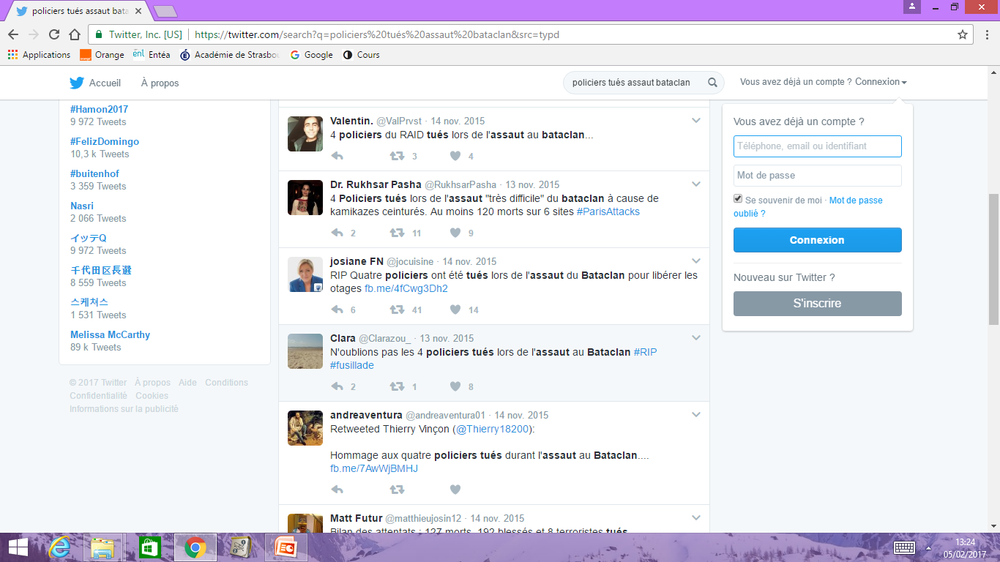 policiers tués assaut bata
Twitter, Inc. [US]
https://twitter.com/search?q=policiers%20tués%20assaut%20bataclan&src=typd
Applications
Orange
Entéa
Académie de Strasbou
Google
Cours
Accueil
À propos
policiers tués assaut bataclan
Vous avez déjà un compte ? Connexion
#Hamon2017
9 972 Tweets
#FelizDomingo
10,3 k Tweets
#buitenhof
3 359 Tweets
Nasri
2 066 Tweets
イッテQ
9 972 Tweets
千代田区長選
8 559 Tweets
스케쳐스
1 531 Tweets
Melissa McCarthy
89 k Tweets
© 2017 Twitter À propos Aide Conditions
Confidentialité Cookies
Informations sur la publicité
Valentin. @ValPrvst · 14 nov. 2015
4 policiers du RAID tués lors de l'assaut au bataclan...
3 4
Dr. Rukhsar Pasha @RukhsarPasha · 13 nov. 2015
4 Policiers tués lors de l'assaut "très difficile" du bataclan à cause de
kamikazes ceinturés. Au moins 120 morts sur 6 sites #ParisAttacks
2 11 9
josiane FN @jocuisine · 14 nov. 2015
RIP Quatre policiers ont été tués lors de l'assaut du Bataclan pour libérer les
otages fb.me/4fCwg3Dh2
6 41 14
Clara @Clarazou_ · 13 nov. 2015
N'oublions pas les 4 policiers tués lors de l'assaut au Bataclan #RIP
#fusillade
2 1 8
andreaventura @andreaventura01 · 14 nov. 2015
Retweeted Thierry Vinçon (@Thierry18200):
Hommage aux quatre policiers tués durant l'assaut au Bataclan....
fb.me/7AwWjBMHJ
Matt Futur @matthieujosin12 · 14 nov. 2015
Bilan des attentats : 127 morts, 192 blessés et 8 terroristes tués
Vous avez déjà un compte ?
Téléphone, email ou identifiant
Mot de passe
Se souvenir de moi · Mot de passe
oublié ?
Connexion
Nouveau sur Twitter ?
S'inscrire
13:24
05/02/2017